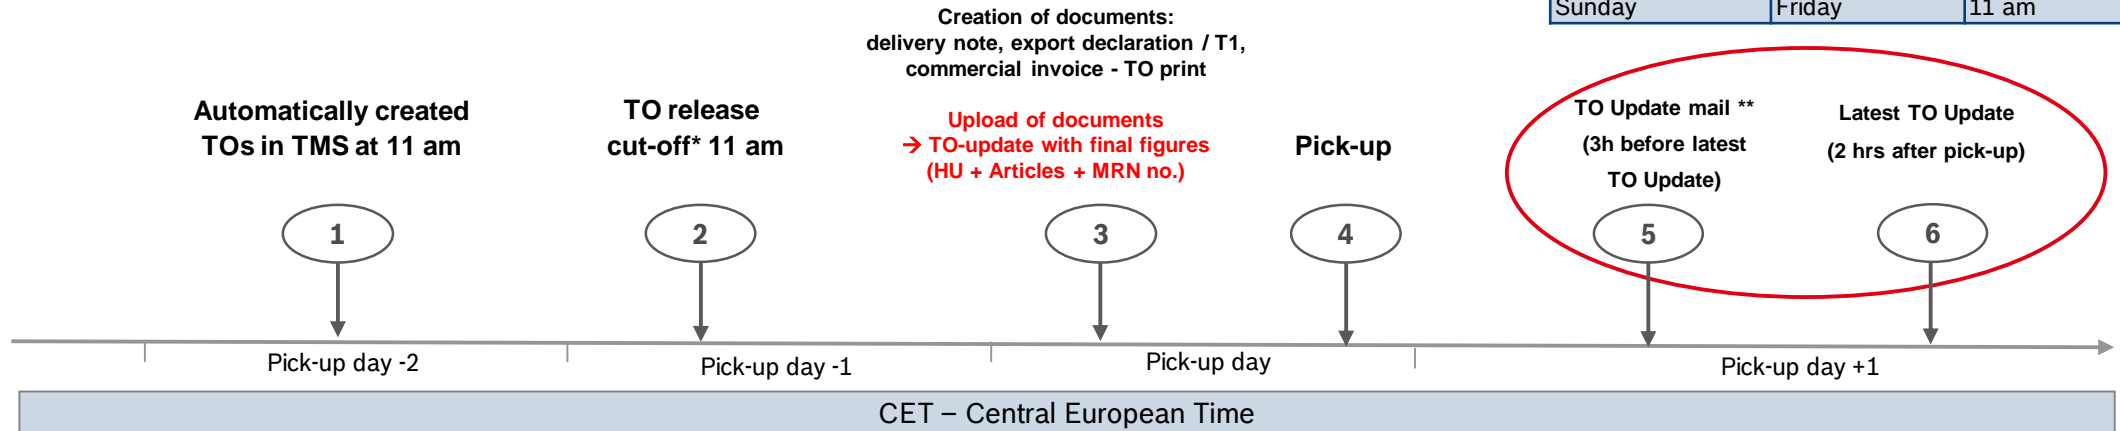 Sunday Friday 11 am
Creation of documents:
delivery note, export declaration / T1,
commercial invoice - TO print
Automatically created
TOs in TMS at 11 am
TO release
cut-off* 11 am
Upload of documents
→ TO-update with final figures
(HU + Articles + MRN no.)
Pick-up
TO Update mail **
(3h before latest
TO Update)
Latest TO Update
(2 hrs after pick-up)
1
2
3
4
5
6
Pick-up day -2
Pick-up day -1
Pick-up day
Pick-up day +1
CET – Central European Time